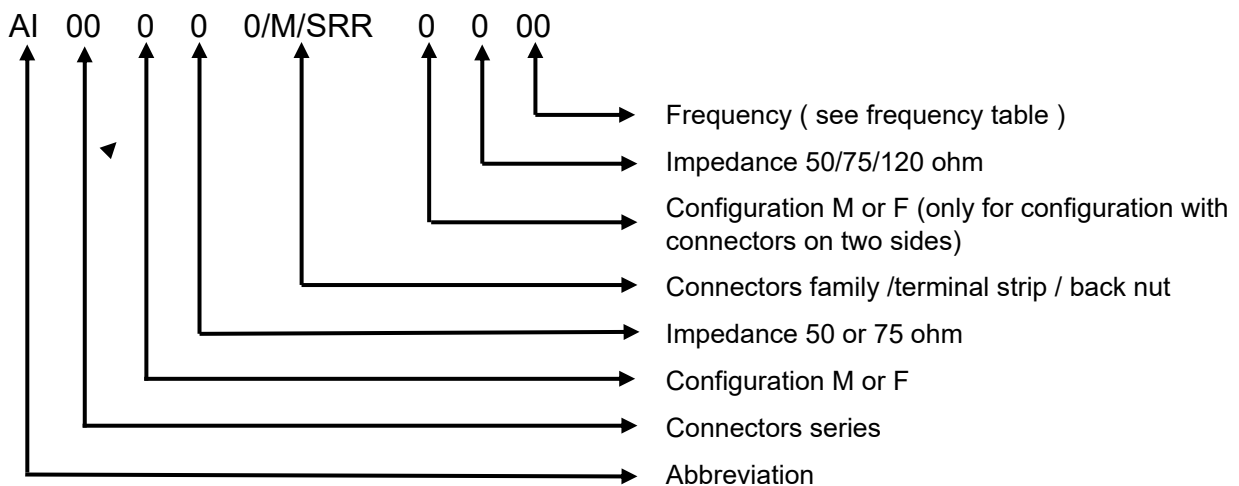 AI 00 0 0 0/M/SRR 0 0 00
Frequency ( see frequency table )
Impedance 50/75/120 ohm
Configuration M or F (only for configuration with
connectors on two sides)
Connectors family /terminal strip / back nut
Impedance 50 or 75 ohm
Configuration M or F
Connectors series
Abbreviation